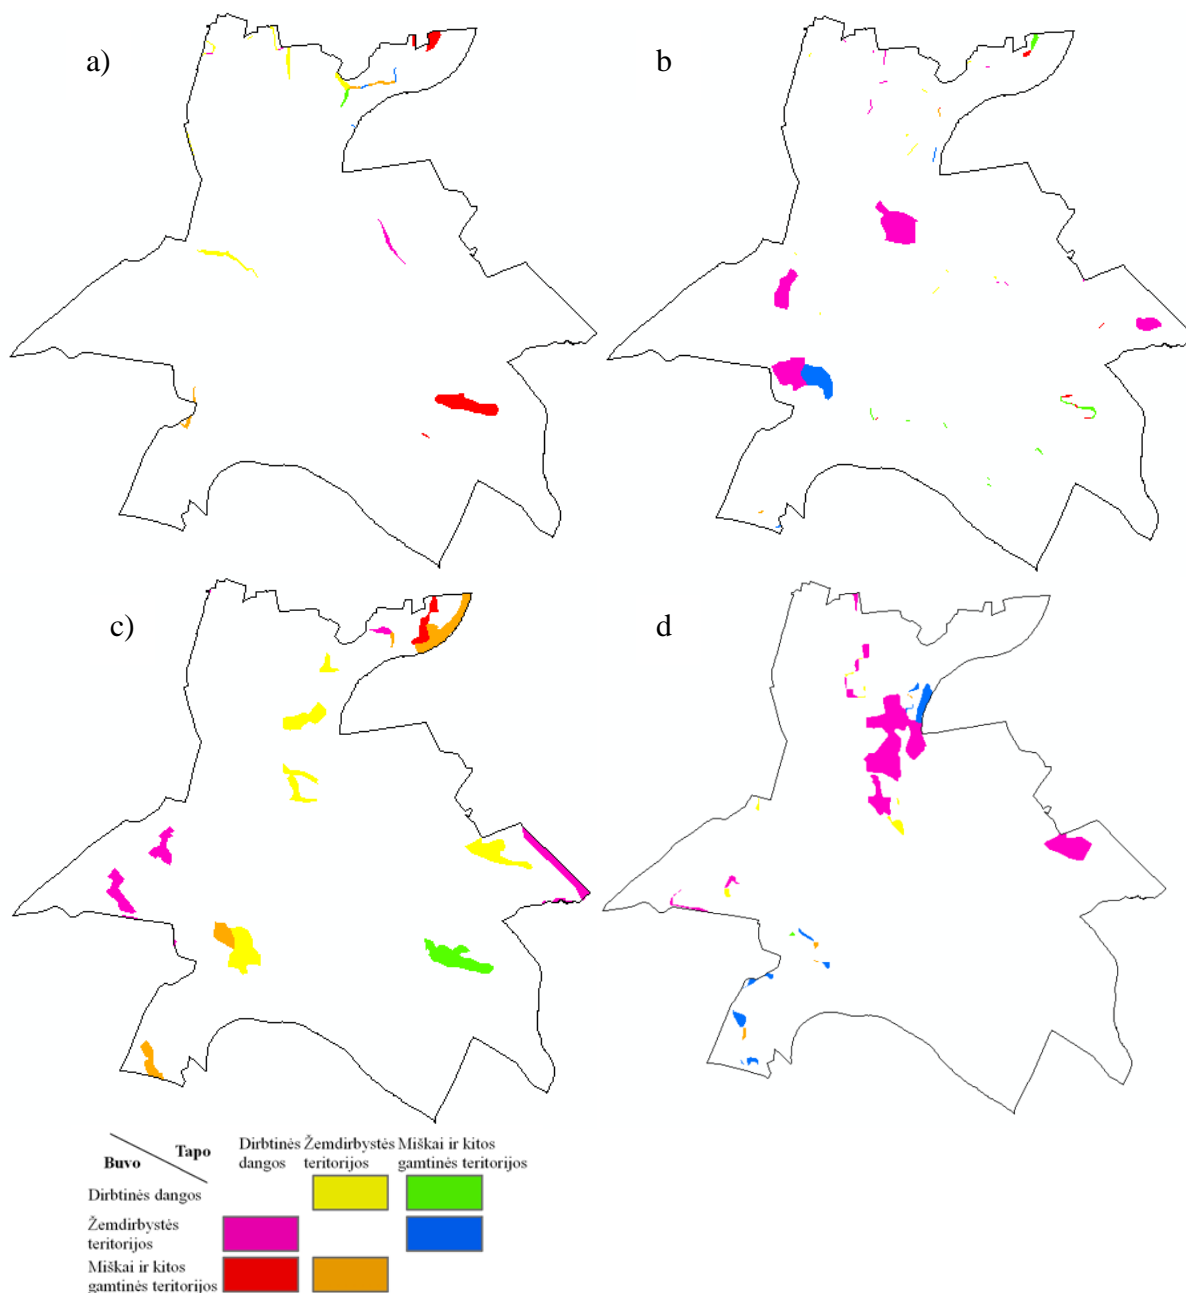 a)
b
c)
d
Tapo
Buvo
Dirbtinės dangos
Žemdirbystės teritorijos
Miškai ir kitos gamtinės teritorijos
Dirbtinės dangos
Žemdirbystės
teritorijos
Miškai ir kitos
gamtinės teritorijos